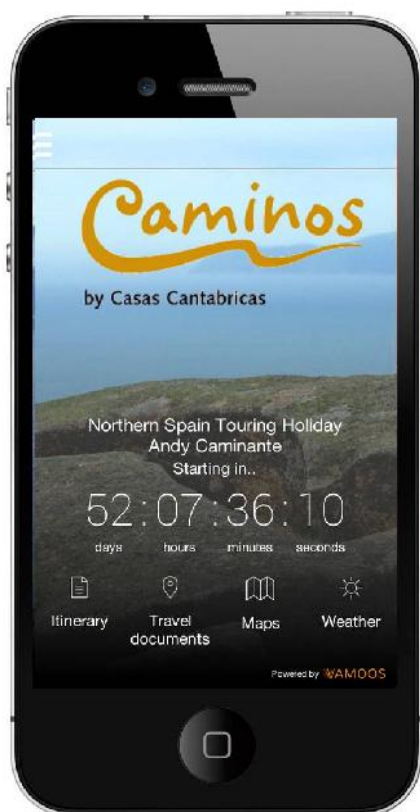 Caminos
by Casas Cantabricas
Northern Spain Touring Holiday
Andy Caminante
Starting in..
52:07:36:10
days hours minutes seconds
Itinerary Travel documents Maps Weather
Powered by VAMOOS